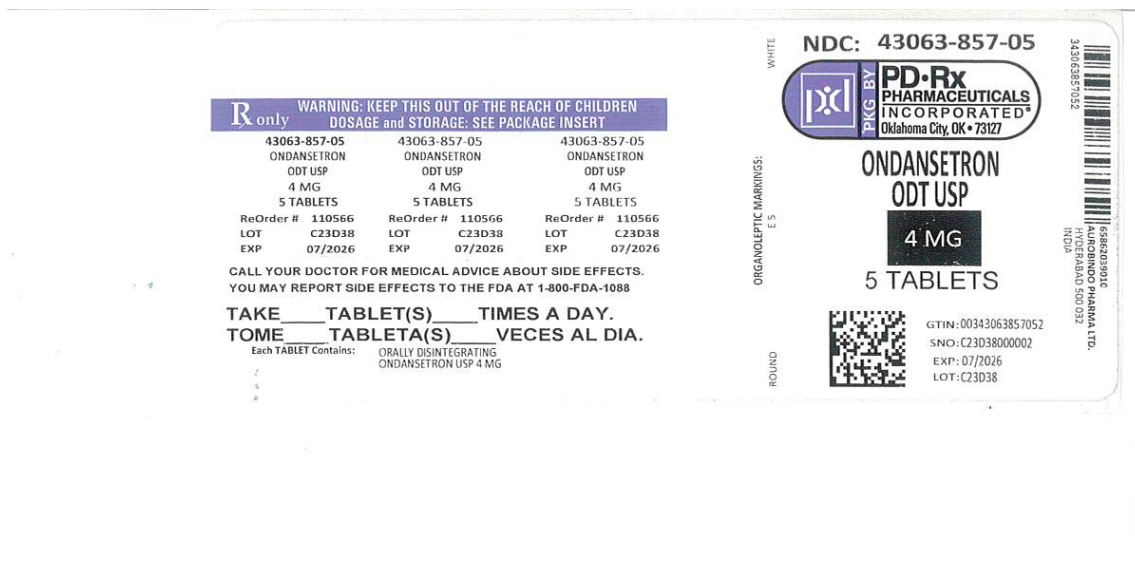 Rx only
WARNING: KEEP THIS OUT OF THE REACH OF CHILDREN
DOSAGE and STORAGE: SEE PACKAGE INSERT
43063-857-05 43063-857-05 43063-857-05
ONDANSETRON ONDANSETRON ONDANSETRON
ODT USP ODT USP ODT USP
4 MG 4 MG 4 MG
5 TABLETS 5 TABLETS 5 TABLETS
ReOrder # 110566 ReOrder # 110566 ReOrder # 110566
LOT C23D38 LOT C23D38 LOT C23D38
EXP 07/2026 EXP 07/2026 EXP 07/2026
CALL YOUR DOCTOR FOR MEDICAL ADVICE ABOUT SIDE EFFECTS.
YOU MAY REPORT SIDE EFFECTS TO THE FDA AT 1-800-FDA-1088
TAKE____TABLET(S)____TIMES A DAY.
TOME____TABLETA(S)____VECES AL DIA.
Each TABLET Contains: ORALLY DISINTEGRATING
ONDANSETRON USP 4 MG
WHITE
ORGANOLEPTIC MARKINGS:
E 5
ROUND
NDC: 43063-857-05
PKG BY
PD·Rx
PHARMACEUTICALS
INCORPORATED®
Oklahoma City, OK • 73127
ONDANSETRON
ODT USP
4 MG
5 TABLETS
GTIN: 00343063857052
SNO: C23D38000002
EXP: 07/2026
LOT: C23D38
343063857052
65862039010
AUROBINDO PHARMA LTD.
HYDERABAD 500 032
INDIA